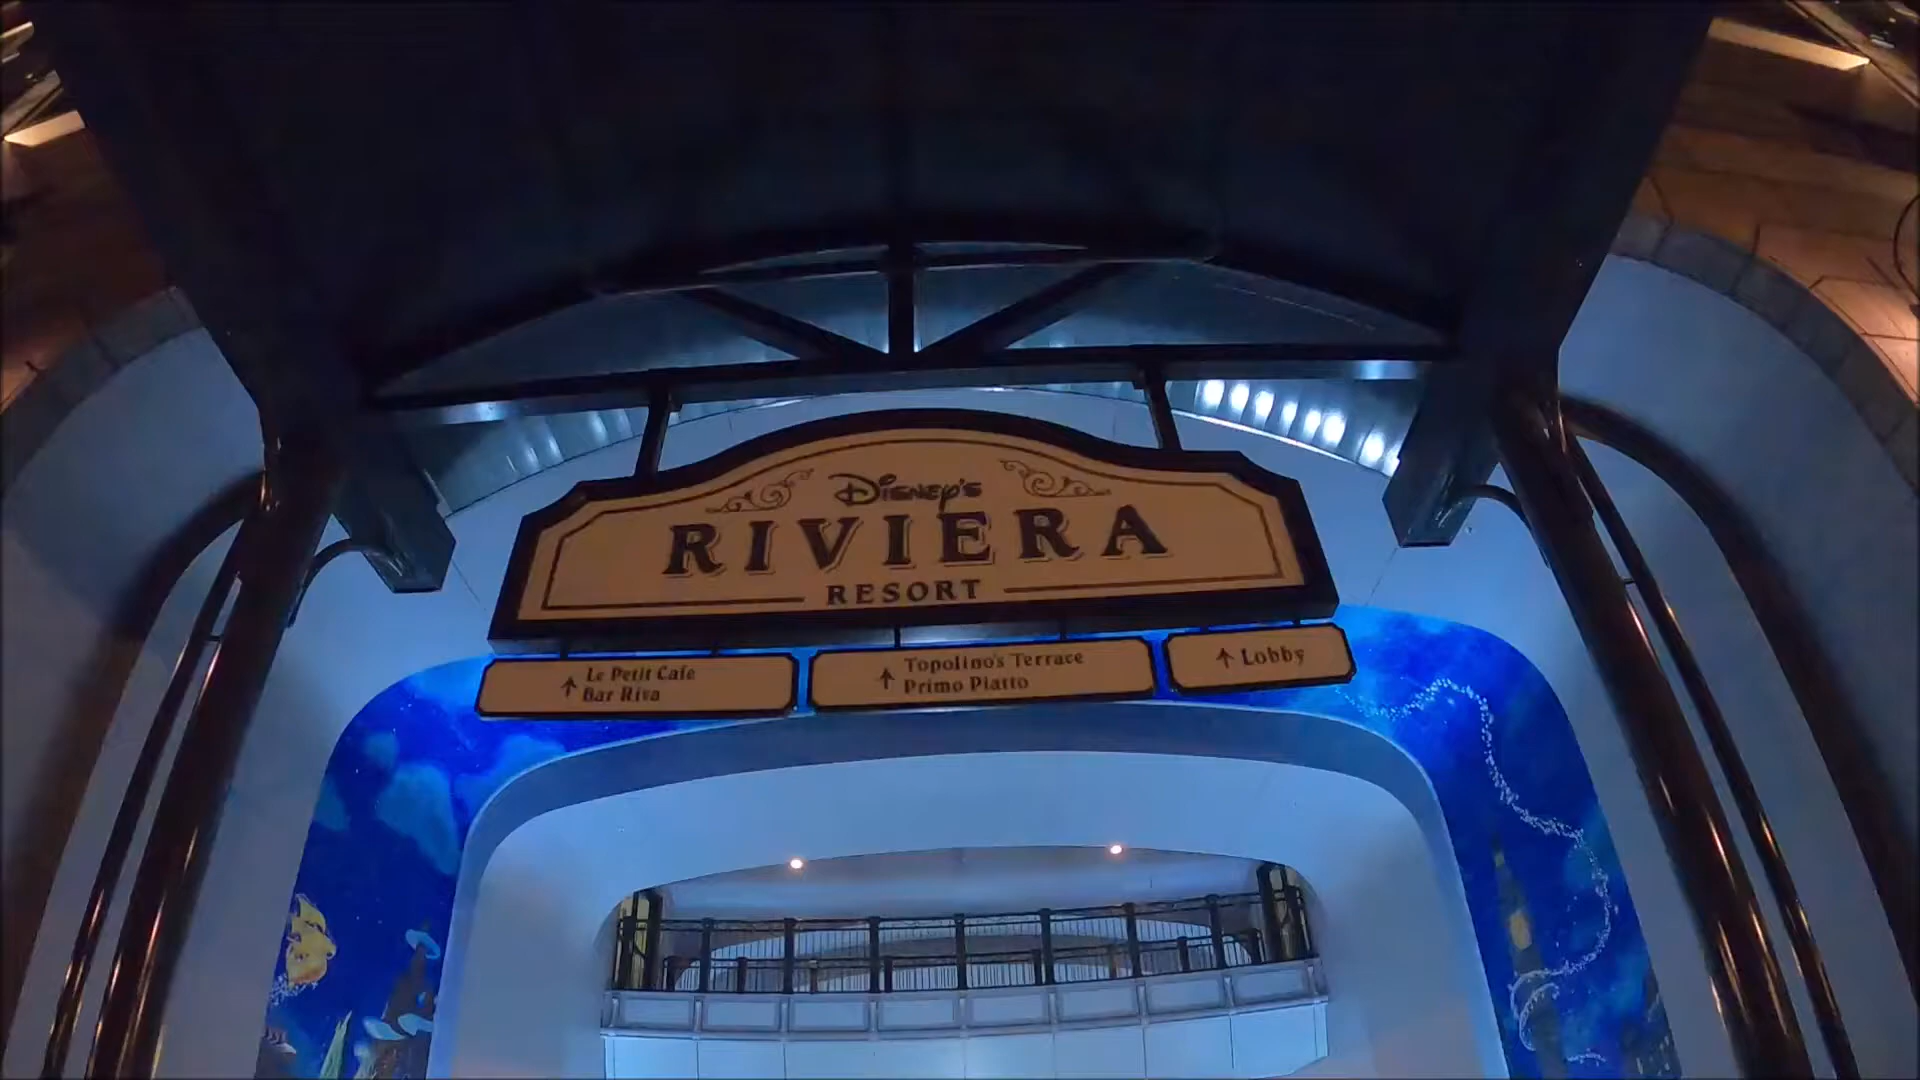 Disney's
RIVIERA
RESORT
↑ Le Petit Cafe
Bar Riva
↑ Topolino's Terrace
Primo Piatto
↑ Lobby